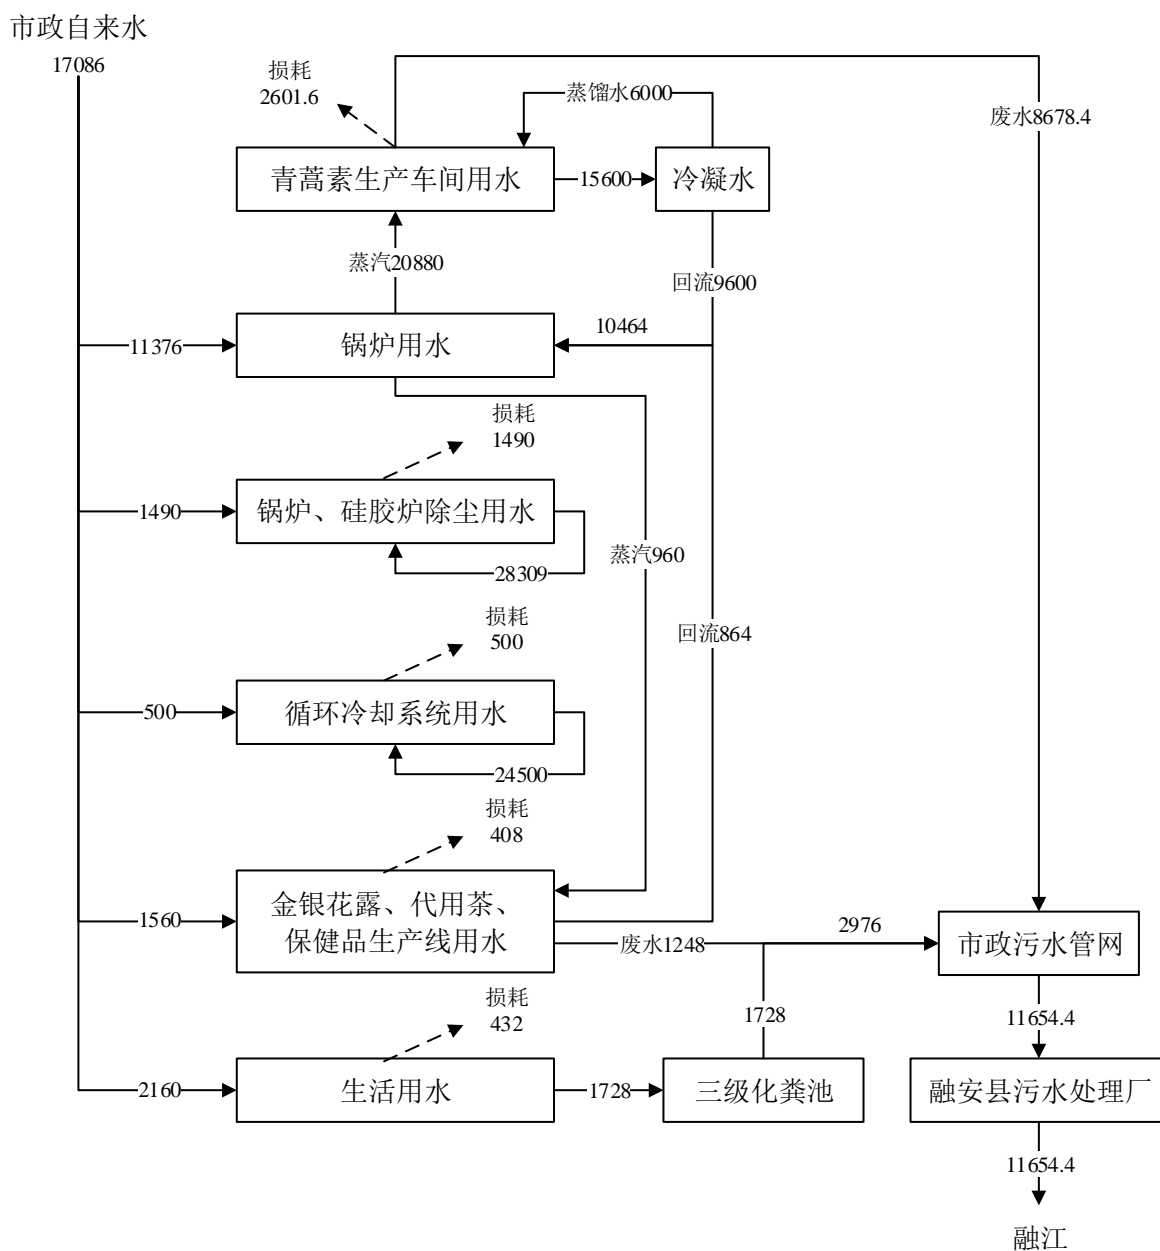 市政自来水
17086
损耗
2601.6
蒸馏水6000
废水8678.4
青蒿素生产车间用水
15600
冷凝水
蒸汽20880
回流9600
11376
锅炉用水
10464
损耗
1490
1490
锅炉、硅胶炉除尘用水
28309
蒸汽960
损耗
500
回流864
500
循环冷却系统用水
24500
损耗
408
1560
金银花露、代用茶、
保健品生产线用水
废水1248
2976
市政污水管网
损耗
432
1728
11654.4
2160
生活用水
1728
三级化粪池
融安县污水处理厂
11654.4
融江